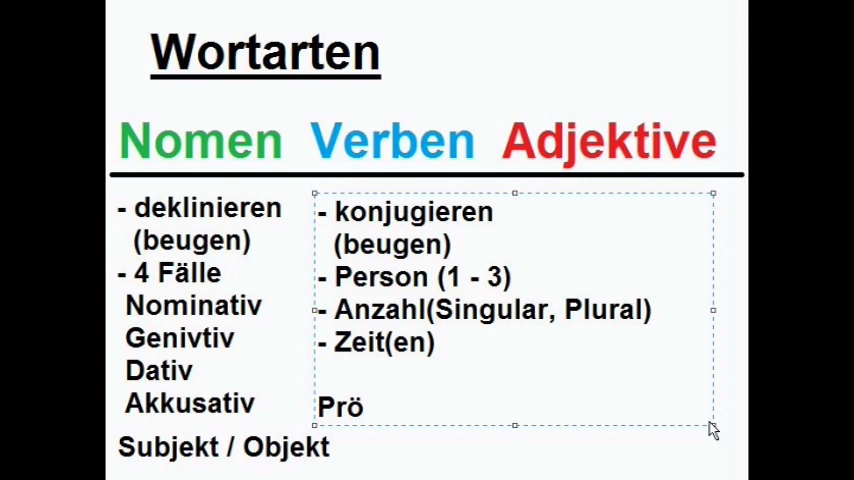 Wortarten
Nomen Verben Adjektive
- deklinieren
(beugen)
- 4 Fälle
Nominativ
Genivtiv
Dativ
Akkusativ
Subjekt / Objekt
- konjugieren
(beugen)
- Person (1 - 3)
- Anzahl(Singular, Plural)
- Zeit(en)
Prö